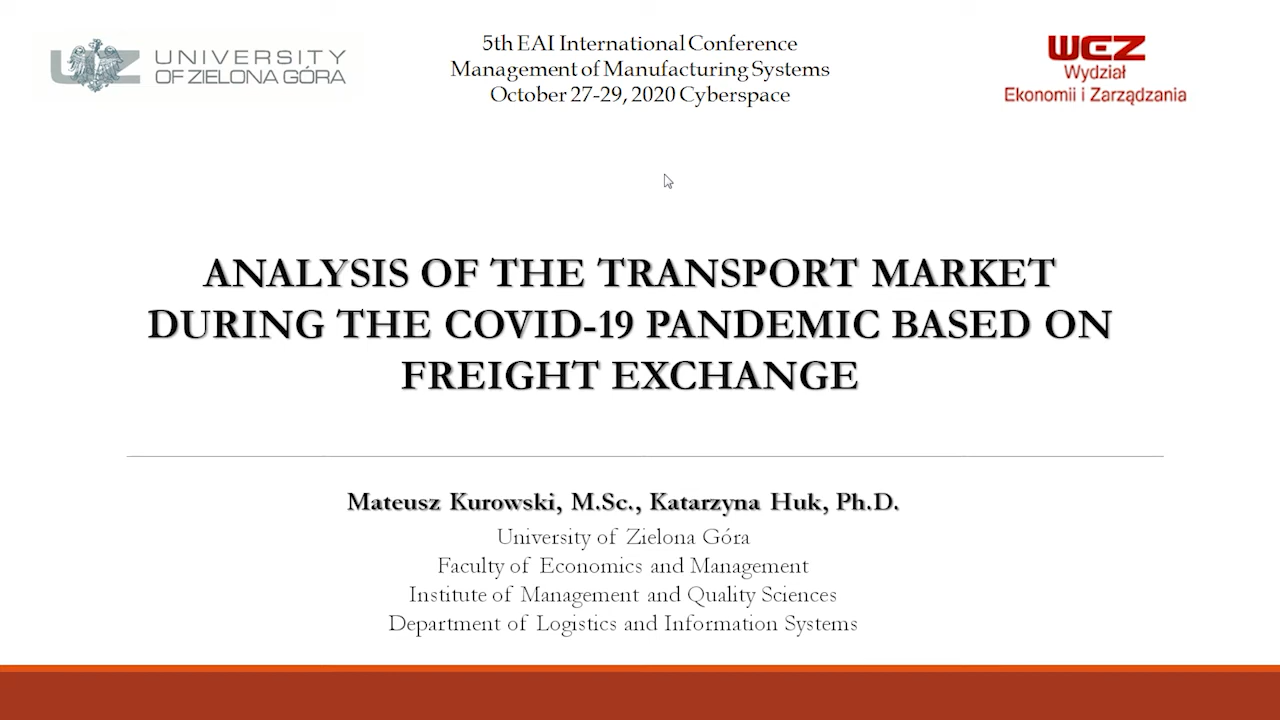 UNIVERSITY
OF ZIELONA GÓRA
5th EAI International Conference
Management of Manufacturing Systems
October 27-29, 2020 Cyberspace
WEZ
Wydział
Ekonomii i Zarządzania
ANALYSIS OF THE TRANSPORT MARKET
DURING THE COVID-19 PANDEMIC BASED ON
FREIGHT EXCHANGE
Mateusz Kurowski, M.Sc., Katarzyna Huk, Ph.D.
University of Zielona Góra
Faculty of Economics and Management
Institute of Management and Quality Sciences
Department of Logistics and Information Systems